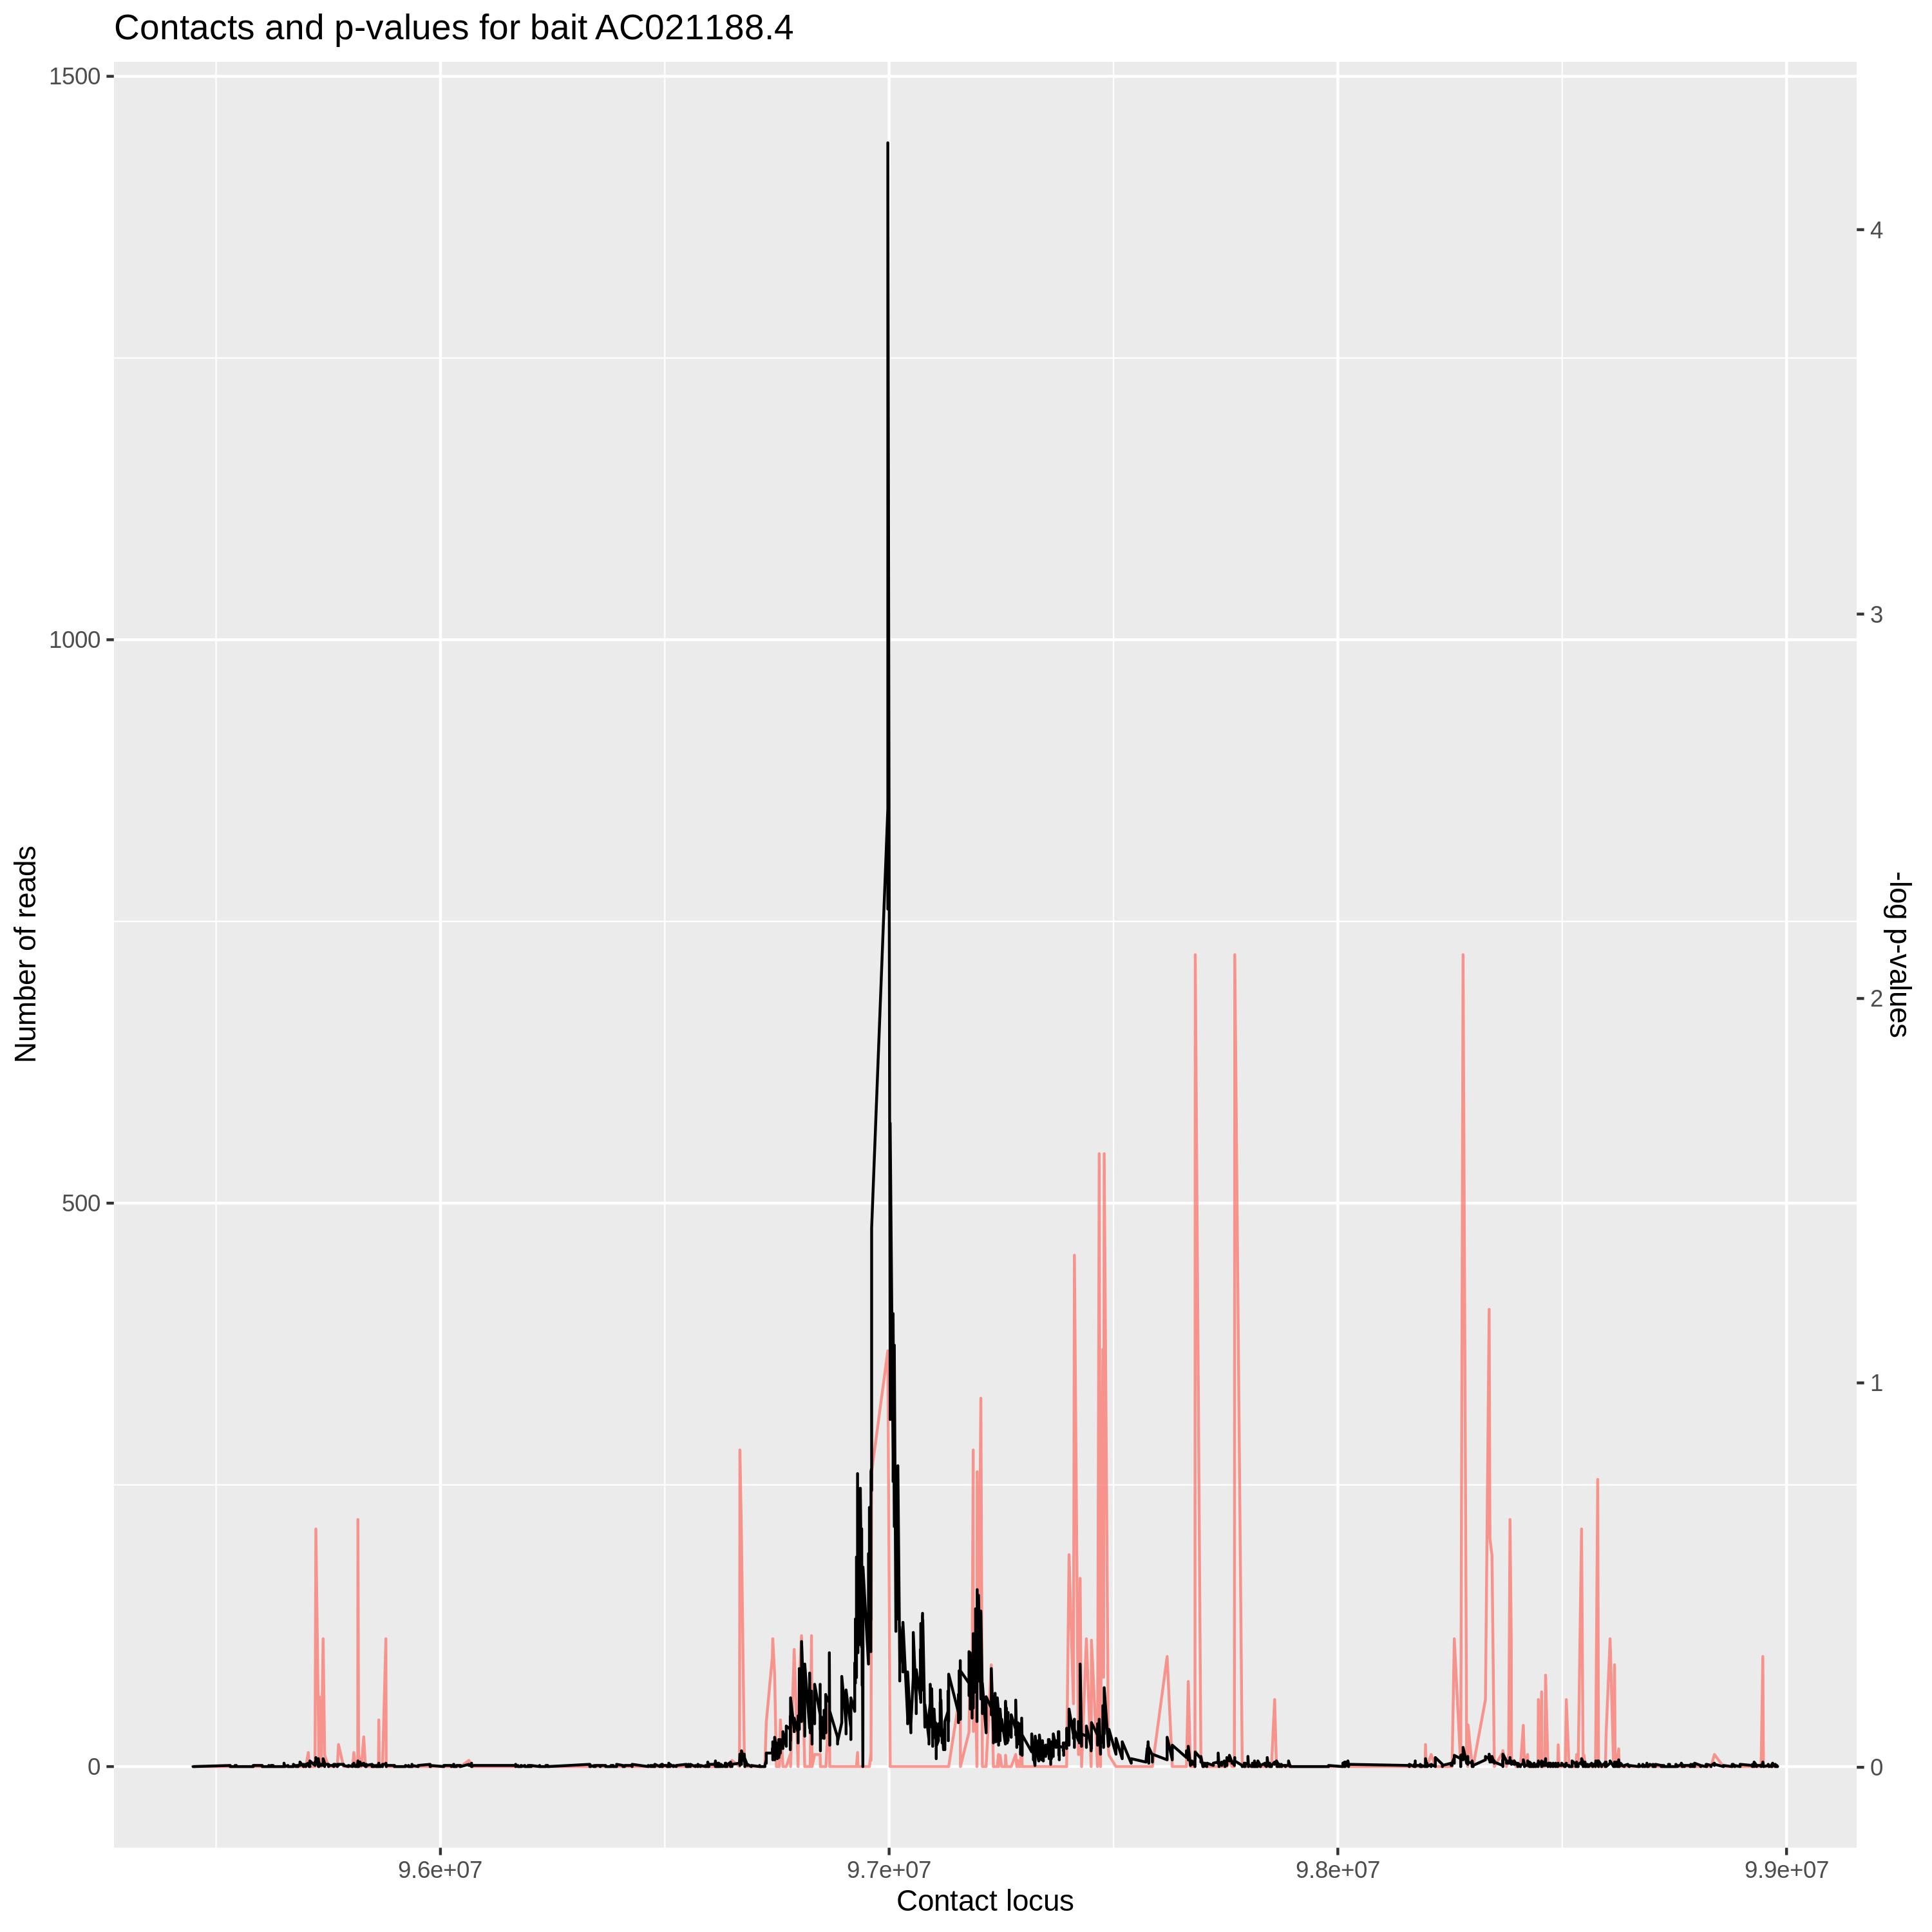 Contacts and p-values for bait AC021188.4
1500
1000
500
0
Number of reads
4
3
2
1
0
-log p-values
9.6e+07
9.7e+07
9.8e+07
9.9e+07
Contact locus